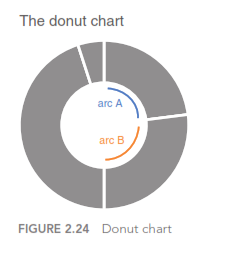 The donut chart
arc A
arc B
FIGURE 2.24 Donut chart